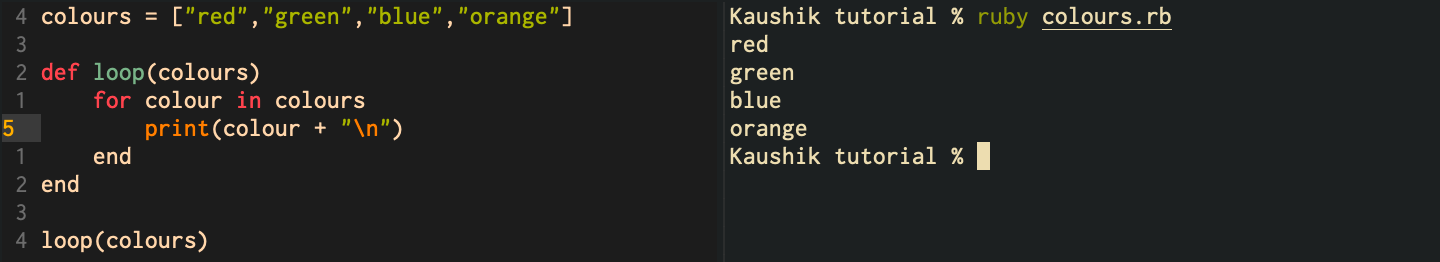 4 colours = ["red","green","blue","orange"]
3
2 def loop(colours)
1     for colour in colours
5         print(colour + "\n")
1     end
2 end
3
4 loop(colours)
Kaushik tutorial % ruby colours.rb
red
green
blue
orange
Kaushik tutorial %